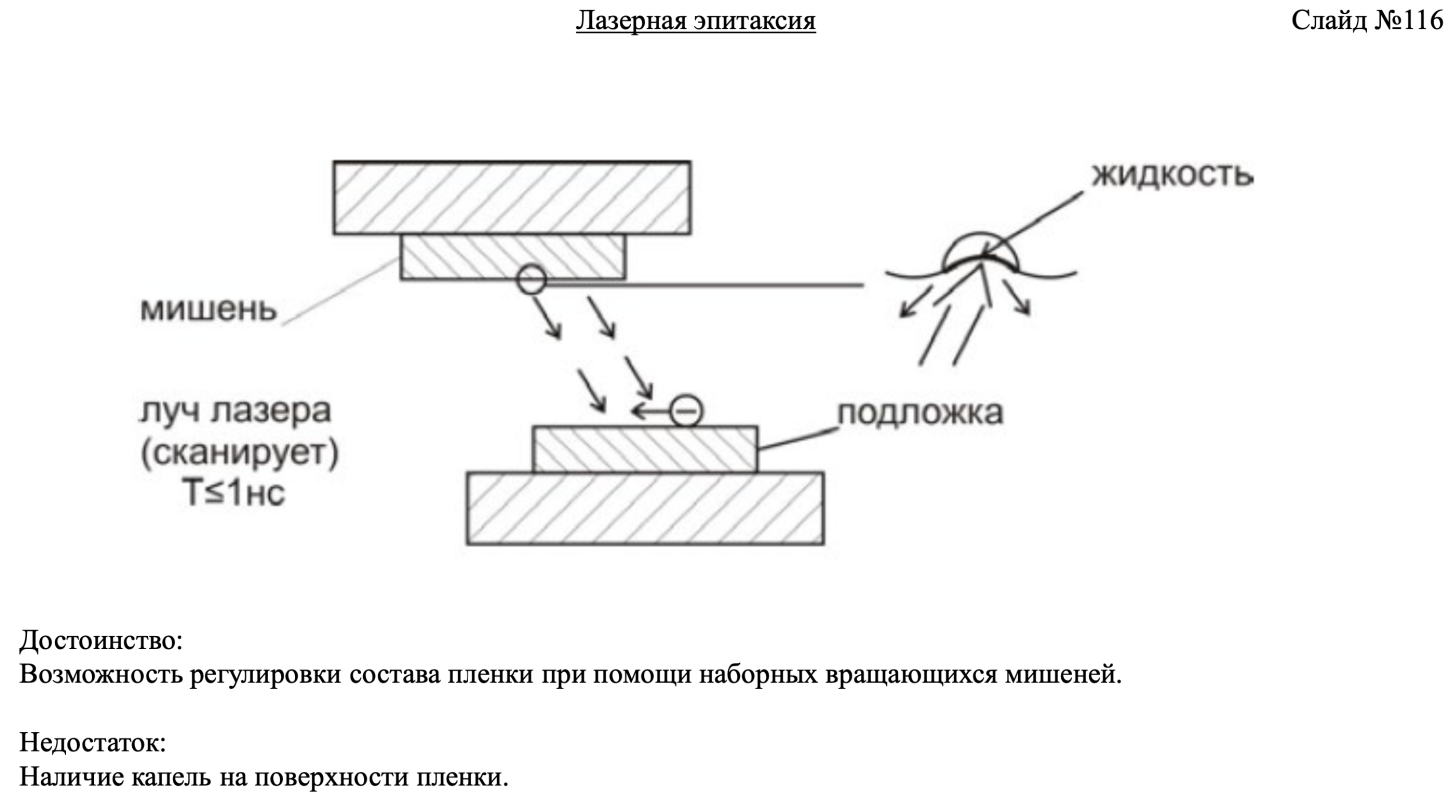 Лазерная эпитаксия
Слайд №116
жидкость
мишень
луч лазера
(сканирует)
T≤1нс
подложка
Достоинство:
Возможность регулировки состава пленки при помощи наборных вращающихся мишеней.
Недостаток:
Наличие капель на поверхности пленки.